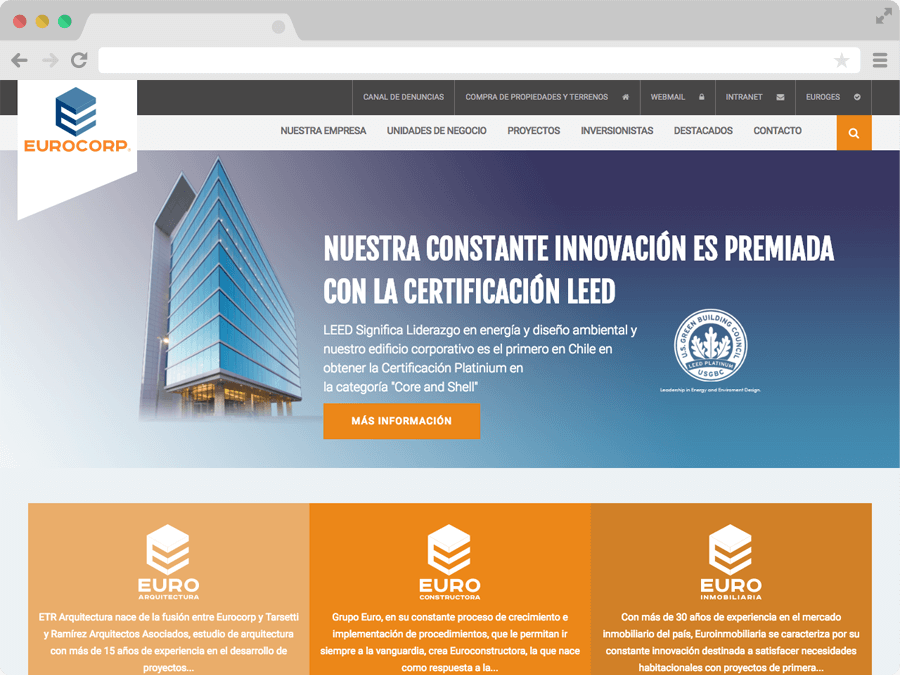 CANAL DE DENUNCIAS
COMPRA DE PROPIEDADES Y TERRENOS
WEBMAIL
INTRANET
EUROGES
EUROCORP®
NUESTRA EMPRESA
UNIDADES DE NEGOCIO
PROYECTOS
INVERSIONISTAS
DESTACADOS
CONTACTO
NUESTRA CONSTANTE INNOVACIÓN ES PREMIADA
CON LA CERTIFICACIÓN LEED
LEED Significa Liderazgo en energía y diseño ambiental y
nuestro edificio corporativo es el primero en Chile en
obtener la Certificación Platinium en
la categoría "Core and Shell"
MÁS INFORMACIÓN
U.S. GREEN BUILDING COUNCIL
LEED PLATINUM
USGBC
Leadership in Energy and Enviroment Design.
EURO
ARQUITECTURA
ETR Arquitectura nace de la fusión entre Eurocorp y Tarsetti
y Ramírez Arquitectos Asociados, estudio de arquitectura
con más de 15 años de experiencia en el desarrollo de
proyectos...
EURO
CONSTRUCTORA
Grupo Euro, en su constante proceso de crecimiento e
implementación de procedimientos, que le permitan ir
siempre a la vanguardia, crea Euroconstructora, la que nace
como respuesta a la...
EURO
INMOBILIARIA
Con más de 30 años de experiencia en el mercado
inmobiliario del país, Euroinmobiliaria se caracteriza por su
constante innovación destinada a satisfacer necesidades
habitacionales con proyectos de primera...